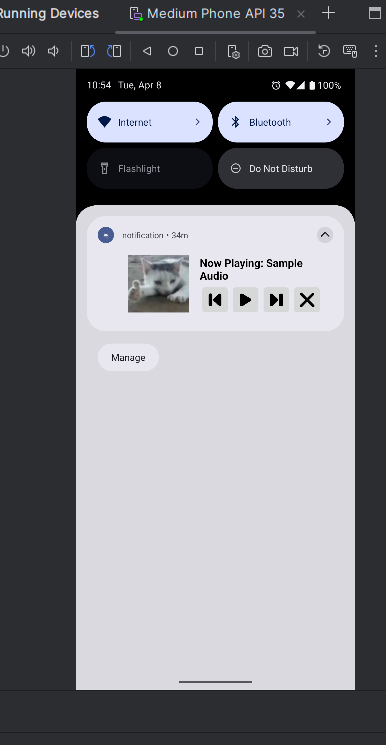 Running Devices
Medium Phone API 35
10:54 Tue, Apr 8
100%
Internet
Bluetooth
Flashlight
Do Not Disturb
notification • 34m
Now Playing: Sample
Audio
Manage